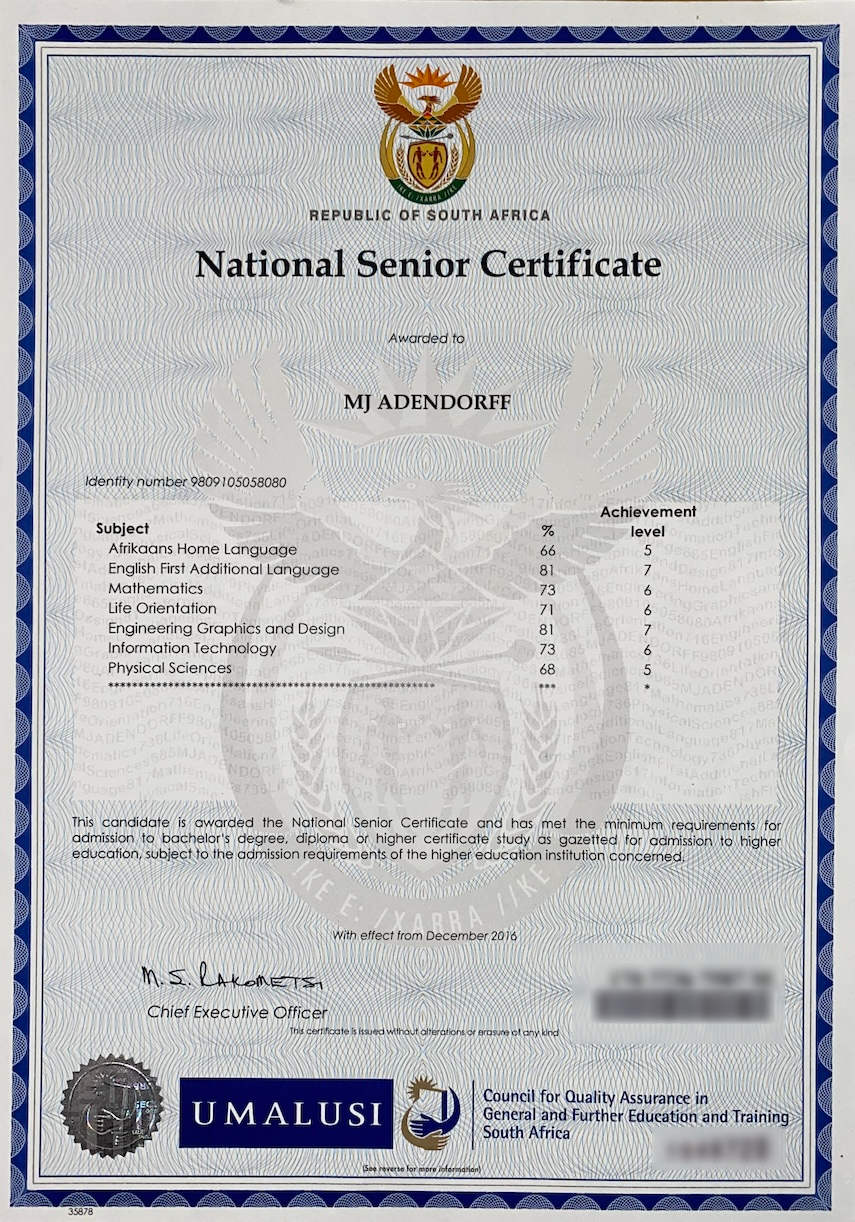 !KE E: /XARRA //KE
REPUBLIC OF SOUTH AFRICA
National Senior Certificate
Awarded to
MJ ADENDORFF
Identity number 9809105058080
Subject % Achievement level
Afrikaans Home Language 66 5
English First Additional Language 81 7
Mathematics 73 6
Life Orientation 71 6
Engineering Graphics and Design 81 7
Information Technology 73 6
Physical Sciences 68 5
This candidate is awarded the National Senior Certificate and has met the minimum requirements for
admission to bachelor's degree, diploma or higher certificate study as gazetted for admission to higher
education, subject to the admission requirements of the higher education institution concerned.
!KE E: /XARRA //KE
With effect from December 2016
M.S. RAKOMETSI
Chief Executive Officer
This certificate is issued without alterations or erasure of any kind
UMALUSI
Council for Quality Assurance in
General and Further Education and Training
South Africa
(See reverse for more information)
35878